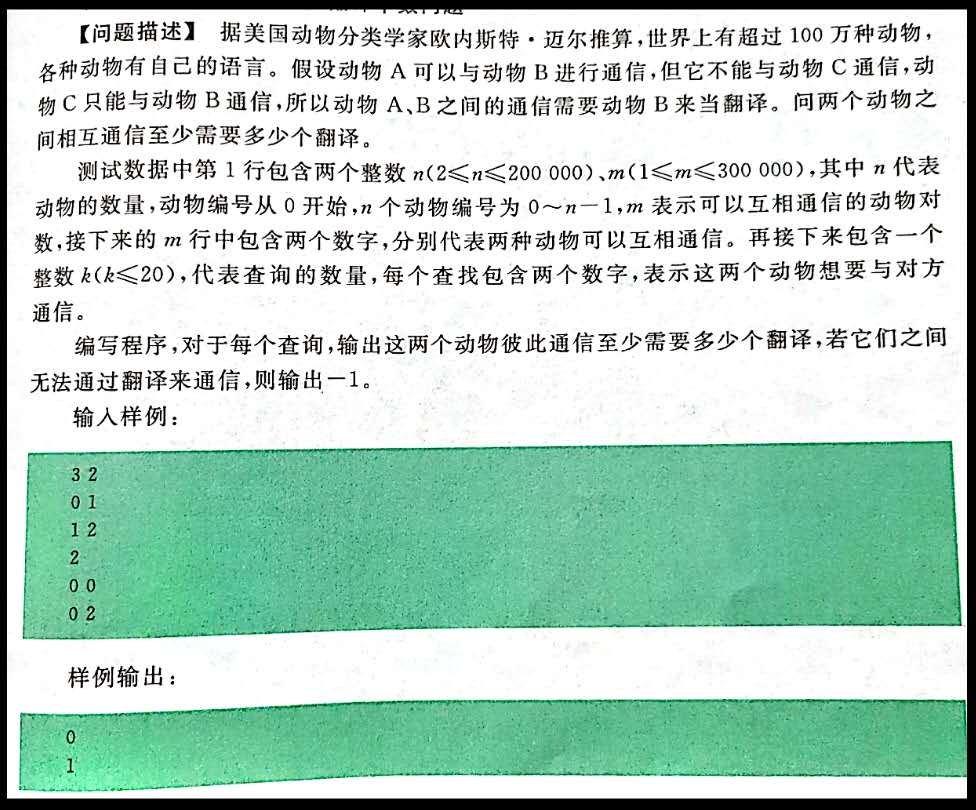 【问题描述】 据美国动物分类学家欧内斯特·迈尔推算,世界上有超过 100 万种动物,
各种动物有自己的语言。假设动物 A 可以与动物 B 进行通信,但它不能与动物 C 通信,动
物 C 只能与动物 B 通信,所以动物 A、B 之间的通信需要动物 B 来当翻译。问两个动物之
间相互通信至少需要多少个翻译。
测试数据中第 1 行包含两个整数 n(2≤n≤200 000)、m(1≤m≤300 000),其中 n 代表
动物的数量,动物编号从 0 开始,n 个动物编号为 0~n-1,m 表示可以互相通信的动物对
数,接下来的 m 行中包含两个数字,分别代表两种动物可以互相通信。再接下来包含一个
整数 k(k≤20),代表查询的数量,每个查找包含两个数字,表示这两个动物想要与对方
通信。
编写程序,对于每个查询,输出这两个动物彼此通信至少需要多少个翻译,若它们之间
无法通过翻译来通信,则输出-1。
输入样例:
3 2
0 1
1 2
2
0 0
0 2
样例输出:
0
1